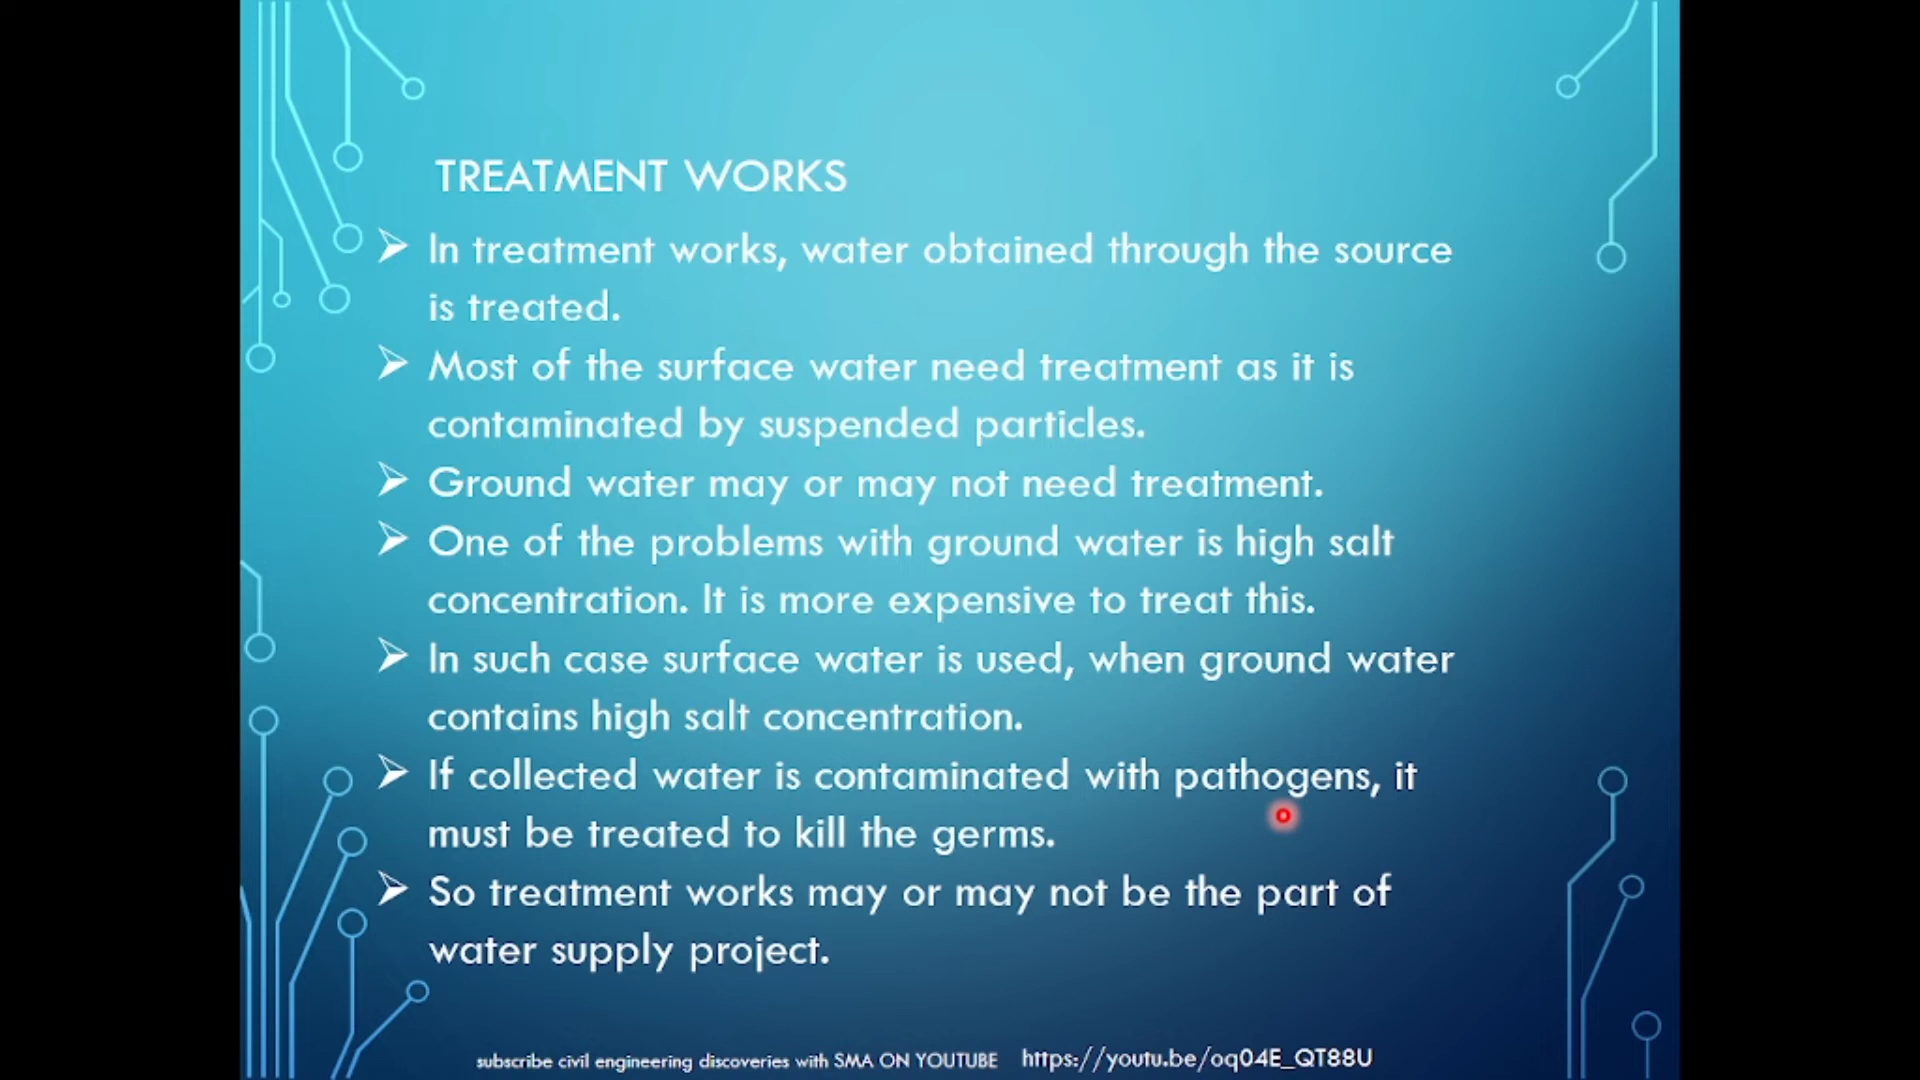 TREATMENT WORKS
In treatment works, water obtained through the source
is treated.
Most of the surface water need treatment as it is
contaminated by suspended particles.
Ground water may or may not need treatment.
One of the problems with ground water is high salt
concentration. It is more expensive to treat this.
In such case surface water is used, when ground water
contains high salt concentration.
If collected water is contaminated with pathogens, it
must be treated to kill the germs.
So treatment works may or may not be the part of
water supply project.
subscribe civil engineering discoveries with SMA ON YOUTUBE https://youtu.be/oq04E_QT88U